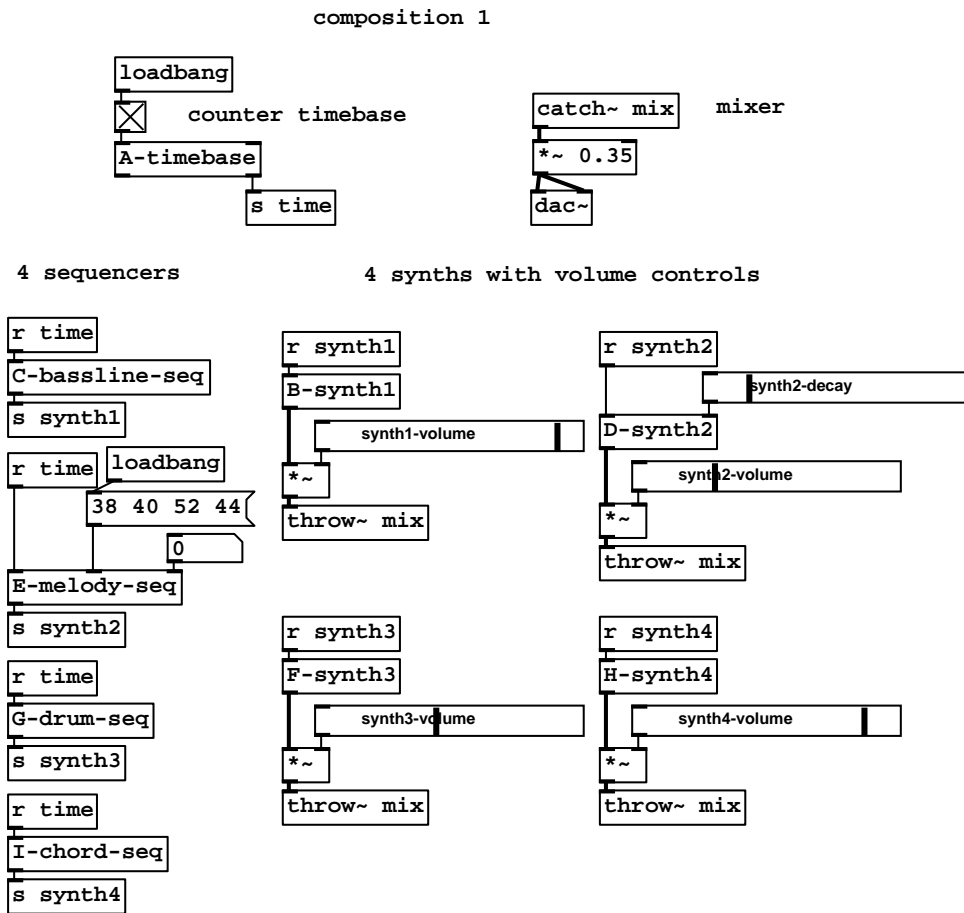 composition 1
loadbang
counter timebase
A-timebase
s time
catch~ mix
mixer
*~ 0.35
dac~
4 sequencers
r time
C-bassline-seq
s synth1
r time
loadbang
38 40 52 44
0
E-melody-seq
s synth2
r time
G-drum-seq
s synth3
r time
I-chord-seq
s synth4
4 synths with volume controls
r synth1
B-synth1
synth1-volume
*~
throw~ mix
r synth2
synth2-decay
D-synth2
synth2-volume
*~
throw~ mix
r synth3
F-synth3
synth3-volume
*~
throw~ mix
r synth4
H-synth4
synth4-volume
*~
throw~ mix